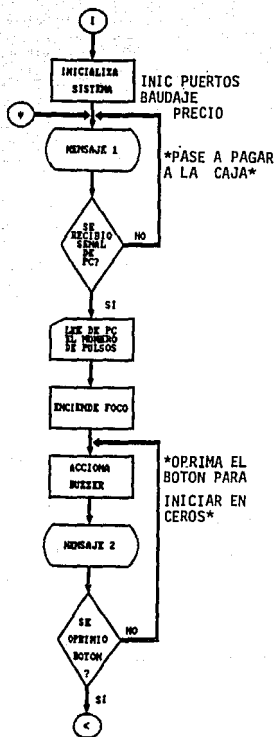 I
INICIALIZA
SISTEMA
INIC PUERTOS
BAUDAJE
PRECIO
MENSAJE 1
*PASE A PAGAR
A LA CAJA*
SE
RECIBIO
SEÑAL
DE
PC?
NO
SI
LEE DE PC
EL NUMERO
DE PULSOS
ENCIENDE FOCO
ACCIONA
BUZZER
*OPRIMA EL
BOTON PARA
INICIAR EN
CEROS*
MENSAJE 2
SE
OPRIMIO
BOTON
?
NO
SI